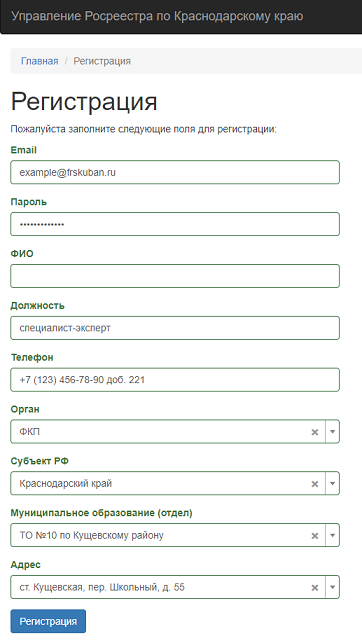 Управление Росреестра по Краснодарскому краю
Главная / Регистрация
Регистрация
Пожалуйста заполните следующие поля для регистрации:
Email
example@frskuban.ru
Пароль
•••••••••••••
ФИО
Должность
специалист-эксперт
Телефон
+7 (123) 456-78-90 доб. 221
Орган
ФКП
Субъект РФ
Краснодарский край
Муниципальное образование (отдел)
ТО №10 по Кущевскому району
Адрес
ст. Кущевская, пер. Школьный, д. 55
Регистрация